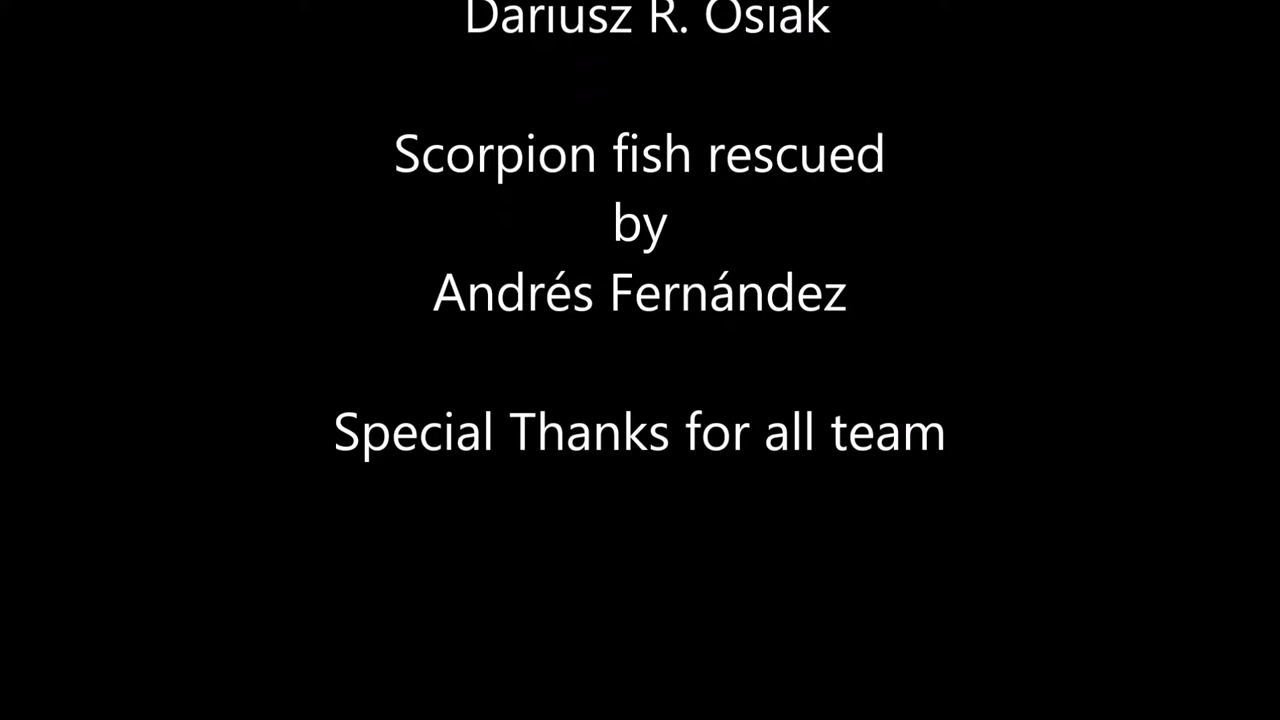 Dariusz R. Osiak
Scorpion fish rescued
by
Andrés Fernández
Special Thanks for all team